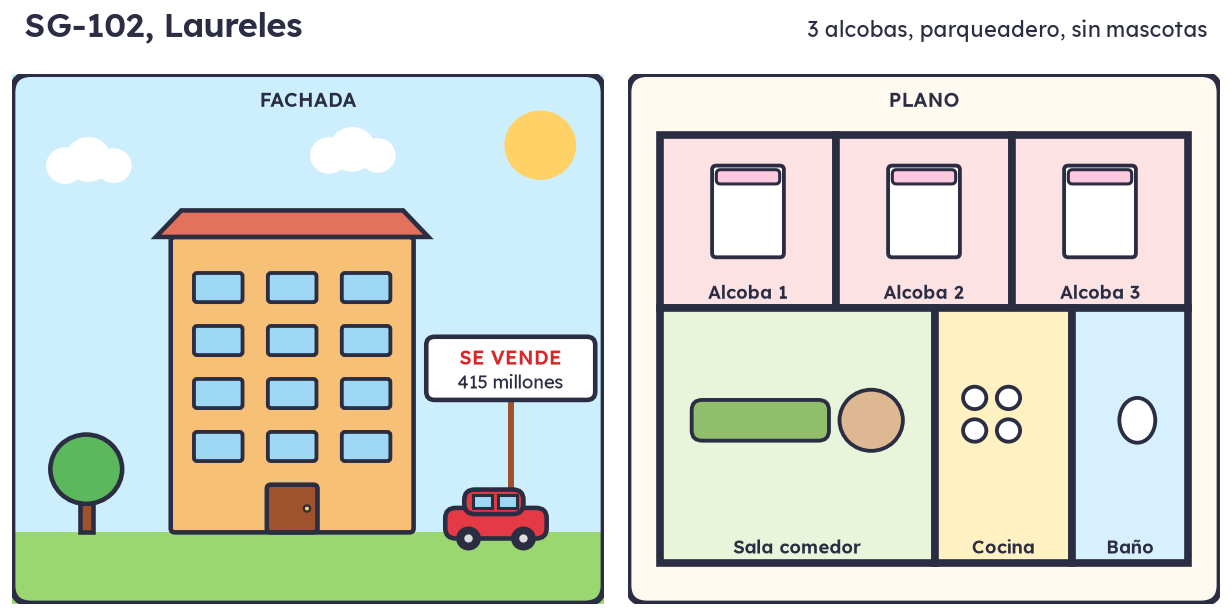 SG-102, Laureles
3 alcobas, parqueadero, sin mascotas
FACHADA
SE VENDE
415 millones
PLANO
Alcoba 1
Alcoba 2
Alcoba 3
Sala comedor
Cocina
Baño